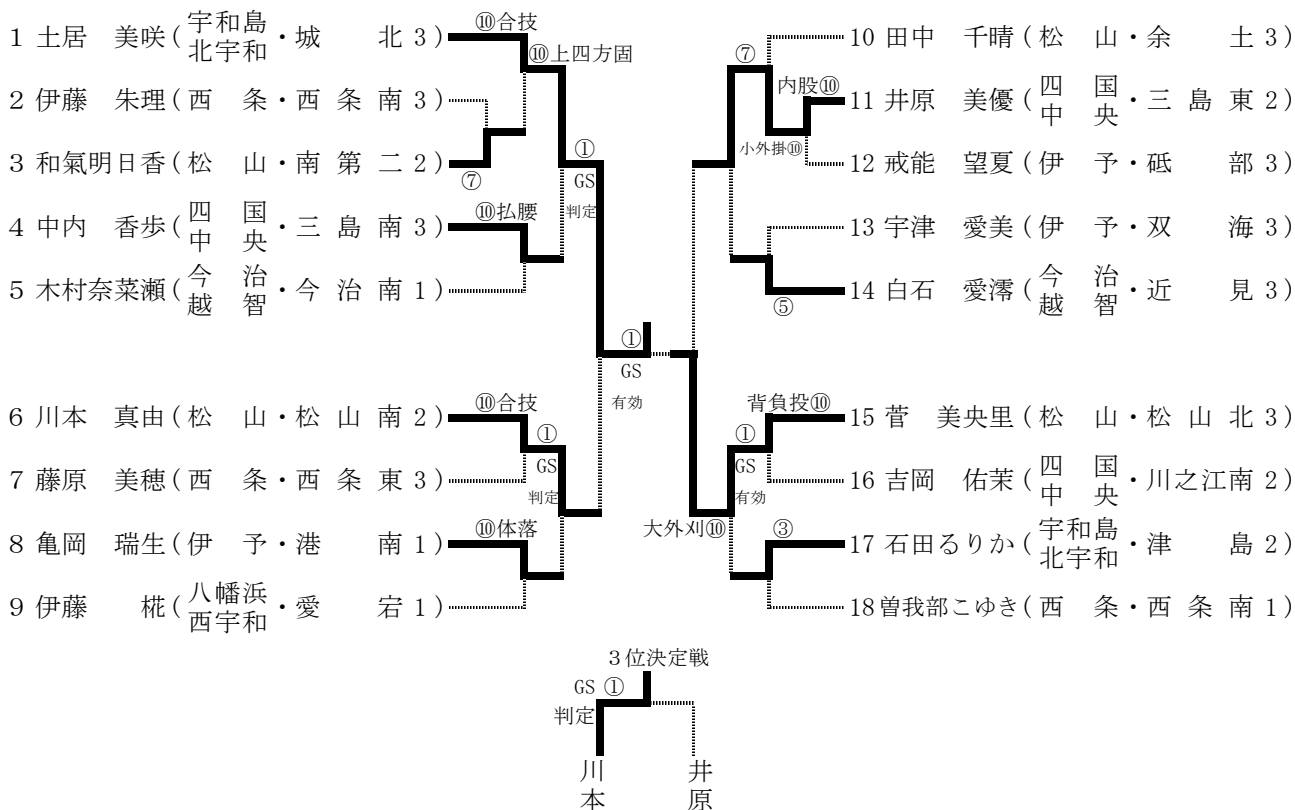 ⑩合技
1 土居 美咲 (宇和島北宇和・城北 3)
⑩上四方固
2 伊藤 朱理 (西条・西条南 3)
3 和氣明日香 (松山・南第二 2)
⑦
①
GS
判定
⑩払腰
4 中内 香歩 (四国中央・三島南 3)
5 木村奈菜瀬 (今治越智・今治南 1)
①
GS
有効
⑩合技
6 川本 真由 (松山・松山南 2)
①
GS
判定
7 藤原 美穂 (西条・西条東 3)
⑩体落
8 亀岡 瑞生 (伊予・港南 1)
9 伊藤 椛 (八幡浜西宇和・愛宕 1)
10 田中 千晴 (松山・余土 3)
⑦
内股⑩
11 井原 美優 (四国中央・三島東 2)
小外掛⑩
12 戒能 望夏 (伊予・砥部 3)
13 宇津 愛美 (伊予・双海 3)
14 白石 愛澪 (今治越智・近見 3)
⑤
背負投⑩
15 菅 美央里 (松山・松山北 3)
①
GS
有効
16 吉岡 佑茉 (四国中央・川之江南 2)
大外刈⑩
③
17 石田るりか (宇和島北宇和・津島 2)
18 曽我部こゆき (西条・西条南 1)
3位決定戦
GS ①
判定
川本
井原